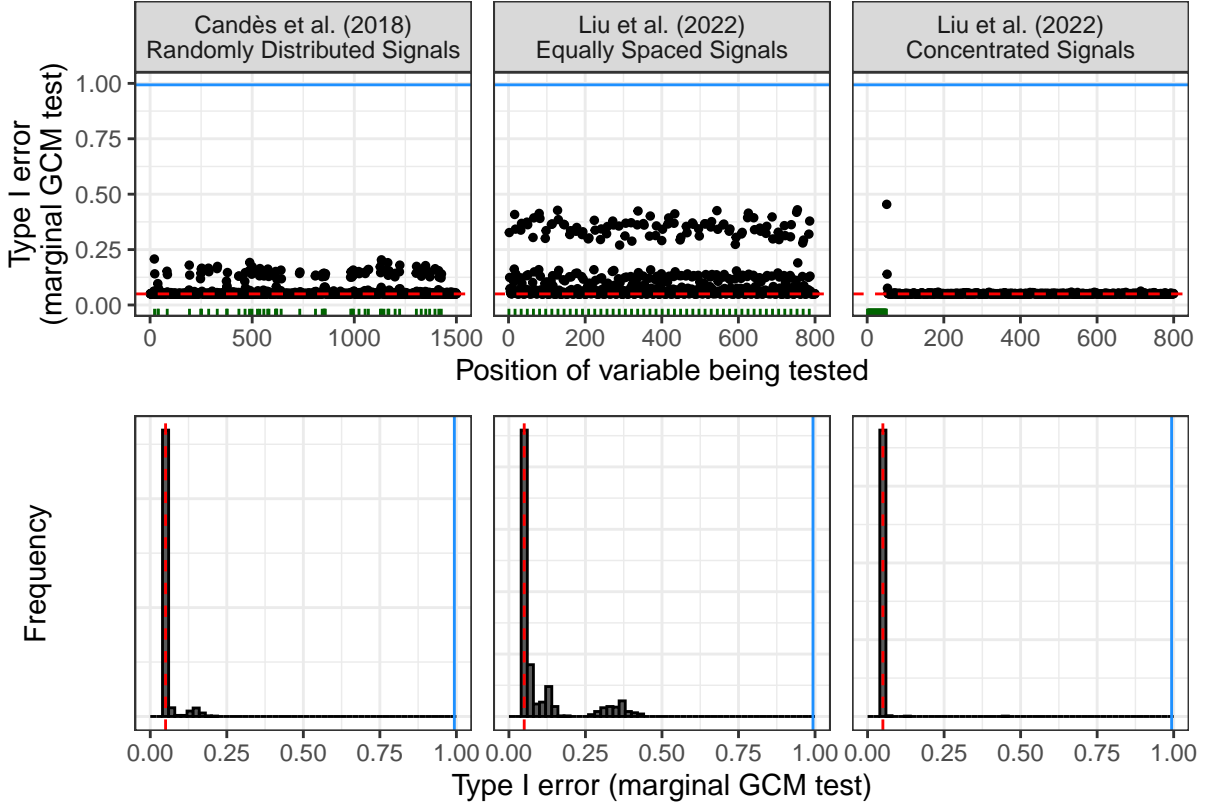 Candès et al. (2018)
Randomly Distributed Signals
Liu et al. (2022)
Equally Spaced Signals
Liu et al. (2022)
Concentrated Signals
Type I error
(marginal GCM test)
1.00
0.75
0.50
0.25
0.00
0 500 1000 1500
0 200 400 600 800
0 200 400 600 800
Position of variable being tested
Frequency
0.00 0.25 0.50 0.75 1.00
0.00 0.25 0.50 0.75 1.00
0.00 0.25 0.50 0.75 1.00
Type I error (marginal GCM test)